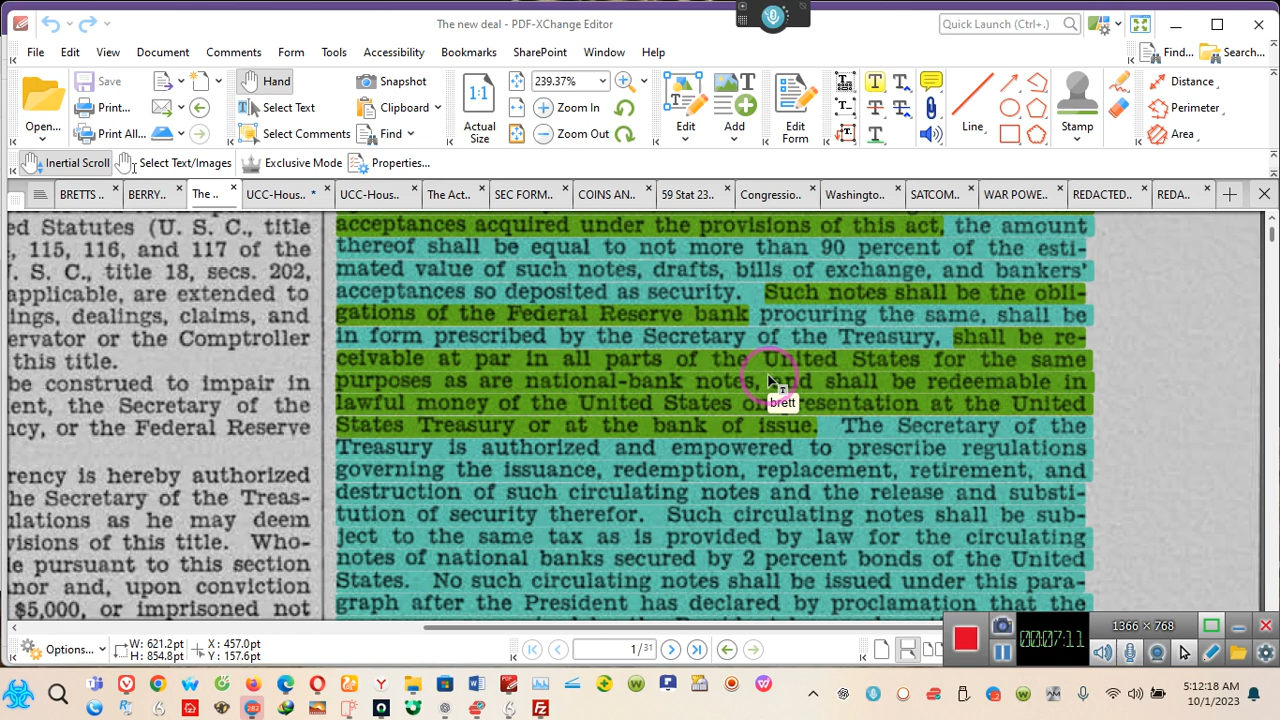 The new deal - PDF-XChange Editor
Quick Launch (Ctrl+.)
File Edit View Document Comments Form Tools Accessibility Bookmarks SharePoint Window Help
Find... Search...
Open...
Save
Print...
Print All...
Hand
Select Text
Select Comments
Snapshot
Clipboard
Find
Actual Size
239.37%
Zoom In
Zoom Out
Edit
Add
Edit Form
Line
Stamp
Distance
Perimeter
Area
Inertial Scroll Select Text/Images Exclusive Mode Properties...
BRETTS .. BERRY... The .. UCC-Hous... * UCC-Hous... The Act... SEC FORM... COINS AN... 59 Stat 23... Congressio... Washingto... SATCOM... WAR POWE... REDACTED... REDA...
ed Statutes (U. S. C., title
, 115, 116, and 117 of the
. S. C., title 18, secs. 202,
applicable, are extended to
ings, dealings, claims, and
ervator or the Comptroller
this title.
be construed to impair in
ent, the Secretary of the
cy, or the Federal Reserve
rency is hereby authorized
he Secretary of the Treas-
lations as he may deem
visions of this title. Who-
le pursuant to this section
nor and, upon conviction
$5,000, or imprisoned not
acceptances acquired under the provisions of this act, the amount
thereof shall be equal to not more than 90 percent of the esti-
mated value of such notes, drafts, bills of exchange, and bankers'
acceptances so deposited as security. Such notes shall be the obli-
gations of the Federal Reserve bank procuring the same, shall be
in form prescribed by the Secretary of the Treasury, shall be re-
ceivable at par in all parts of the United States for the same
purposes as are national-bank notes, and shall be redeemable in
lawful money of the United States on presentation at the United
States Treasury or at the bank of issue. The Secretary of the
Treasury is authorized and empowered to prescribe regulations
governing the issuance, redemption, replacement, retirement, and
destruction of such circulating notes and the release and substi-
tution of security therefor. Such circulating notes shall be sub-
ject to the same tax as is provided by law for the circulating
notes of national banks secured by 2 percent bonds of the United
States. No such circulating notes shall be issued under this para-
graph after the President has declared by proclamation that the
brett
Options...
W: 621.2pt
H: 854.8pt
X: 457.0pt
Y: 157.6pt
1 / 31
00:07:11
1366 × 768
5:12:18 AM
10/1/2023